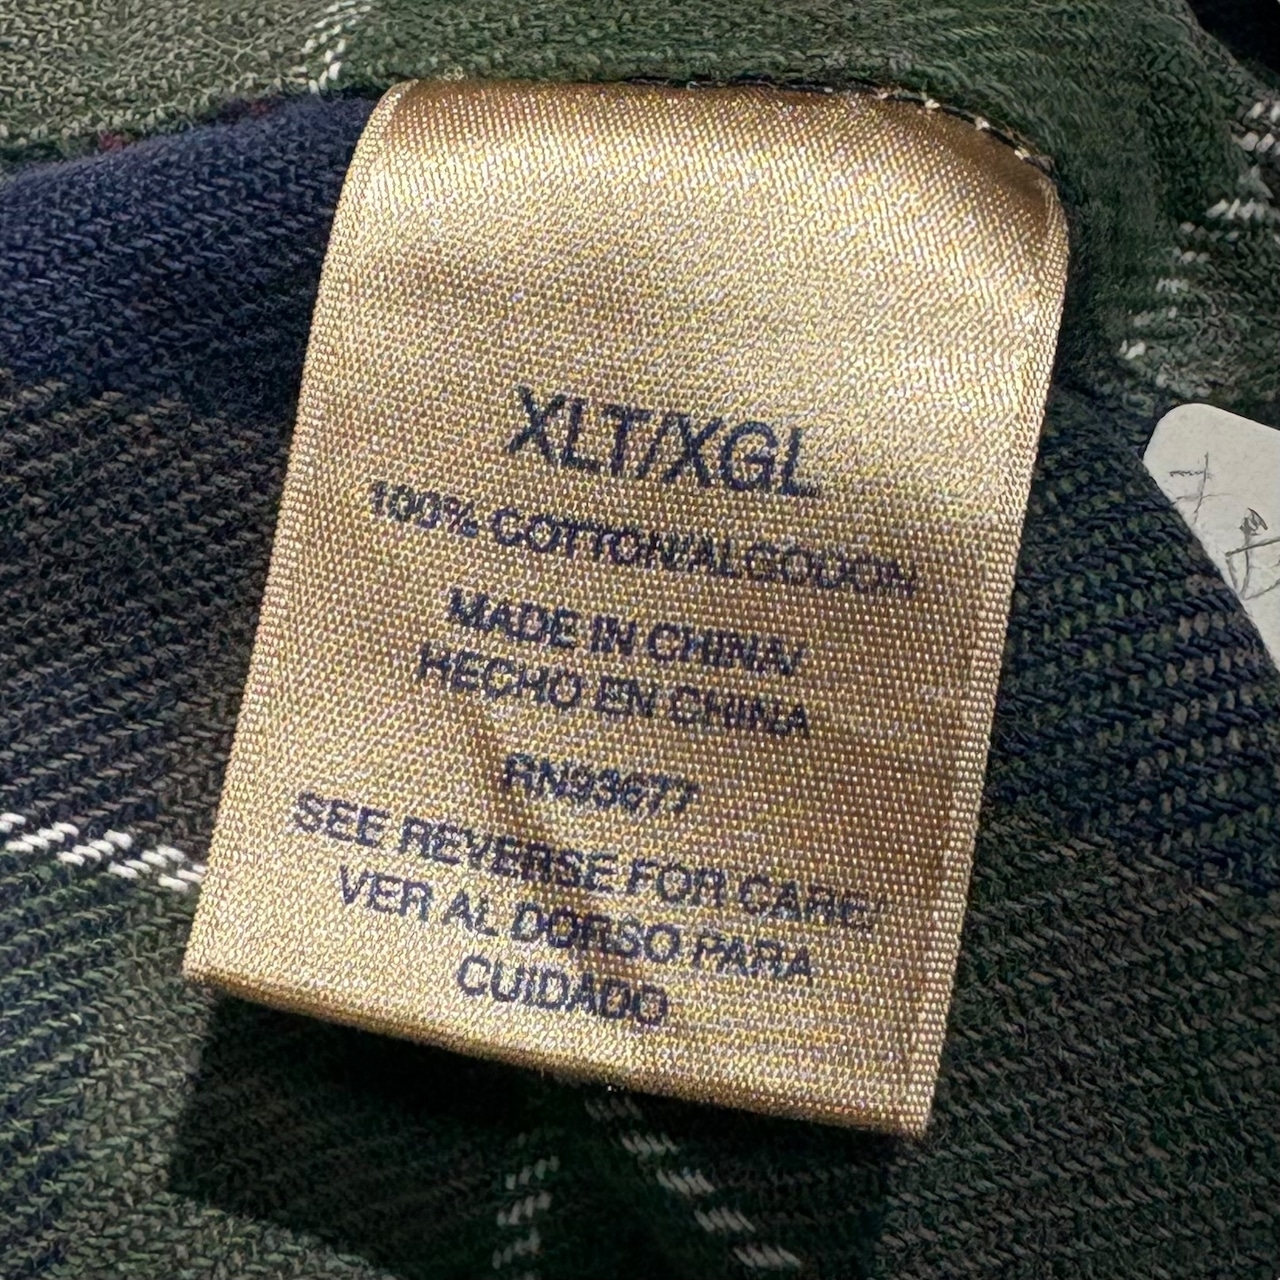 XLT/XGL
100% COTTON/ALGODON
MADE IN CHINA/
HECHO EN CHINA
RN93677
SEE REVERSE FOR CARE/
VER AL DORSO PARA
CUIDADO